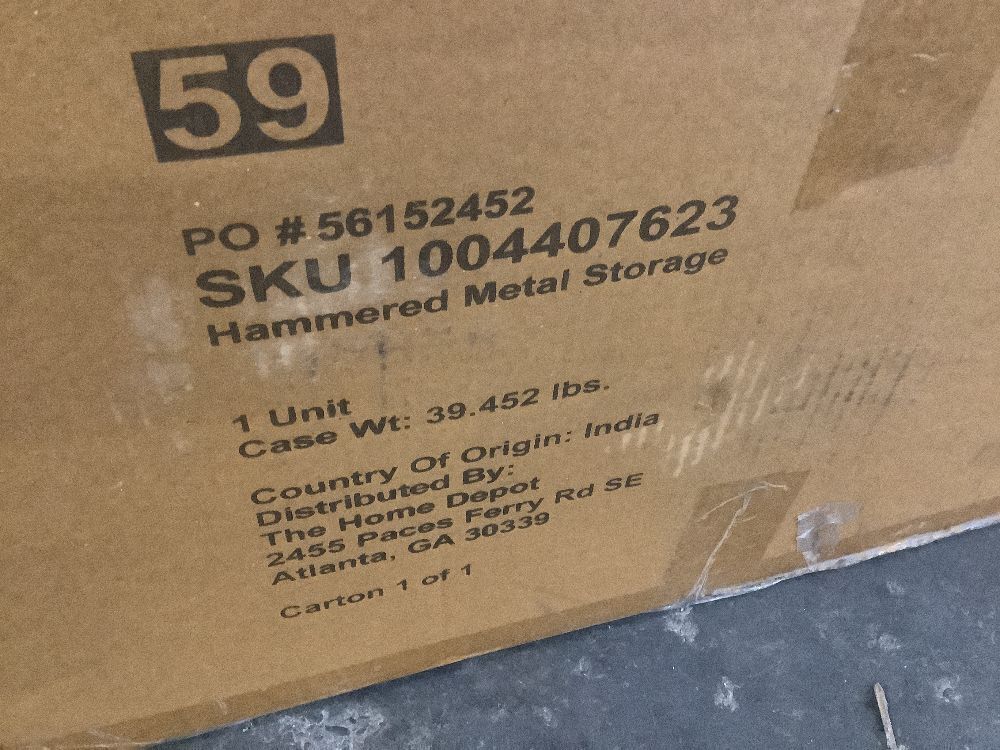 59
PO # 56152452
SKU 1004407623
Hammered Metal Storage
1 Unit
Case Wt: 39.452 lbs.
Country Of Origin: India
Distributed By:
The Home Depot
2455 Paces Ferry Rd SE
Atlanta, GA 30339
Carton 1 of 1